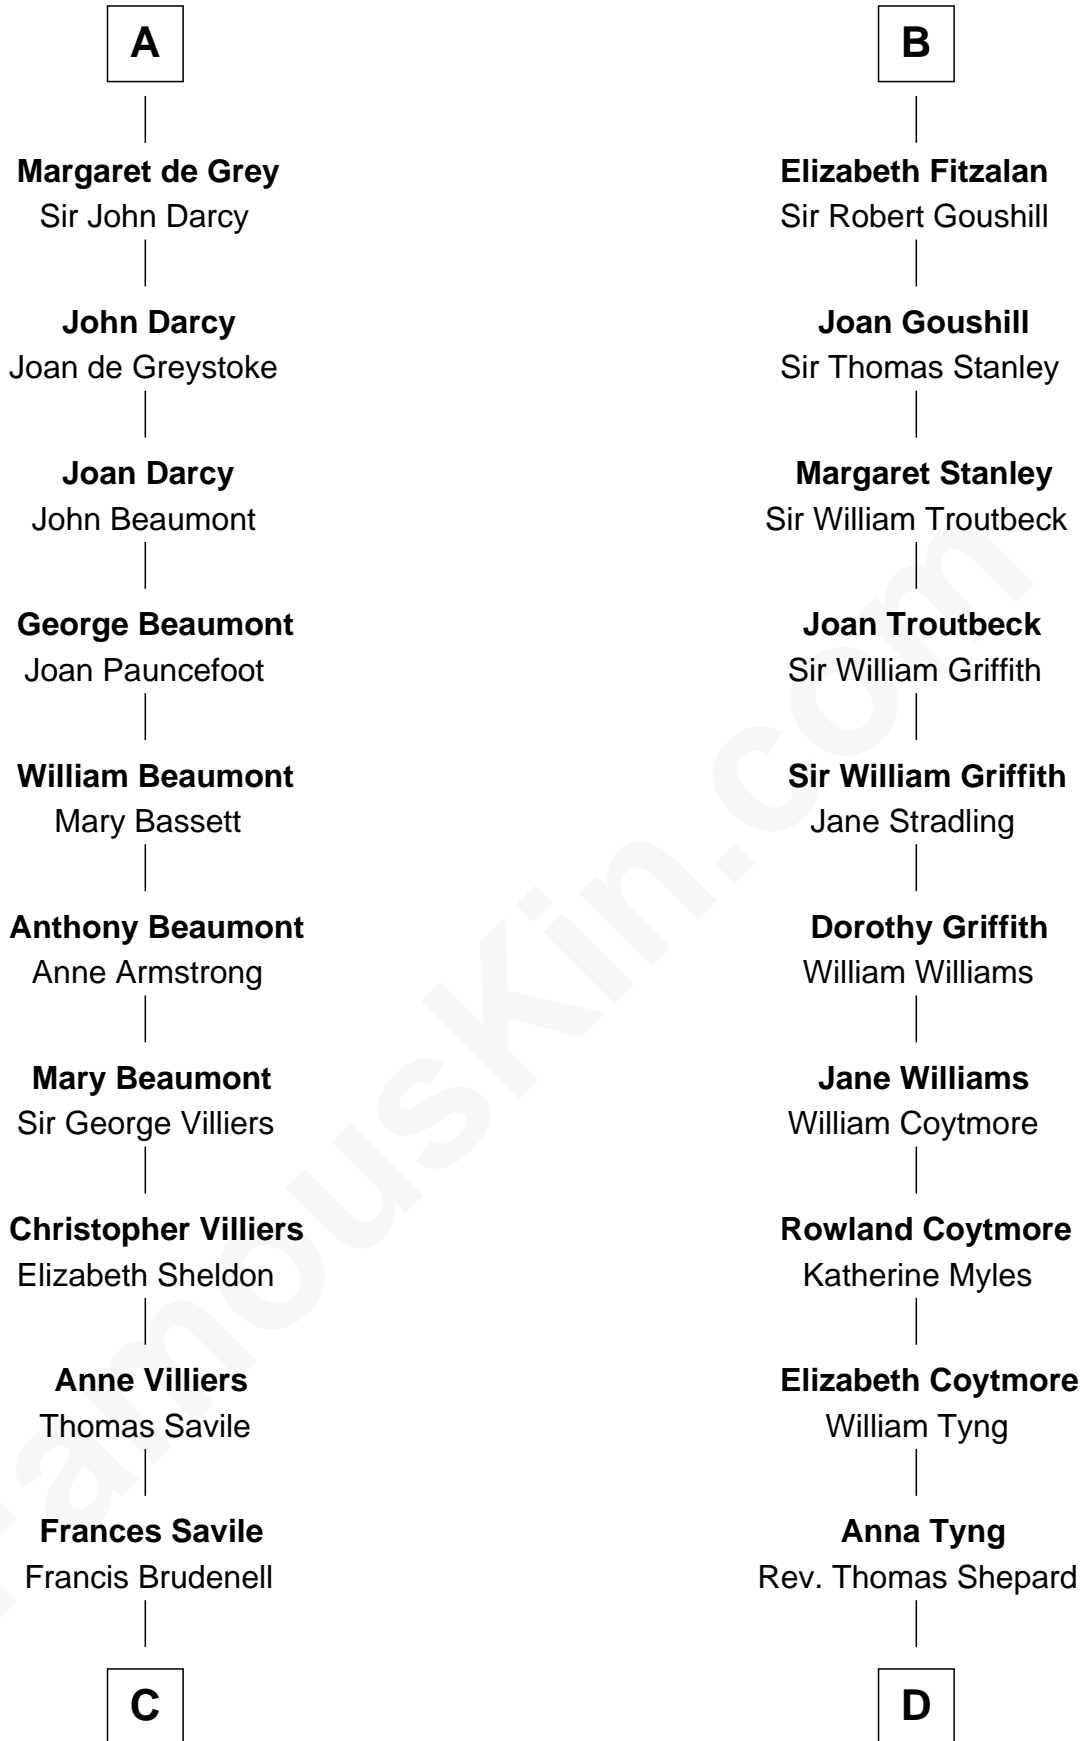 A
Margaret de Grey
Sir John Darcy
John Darcy
Joan de Greystoke
Joan Darcy
John Beaumont
George Beaumont
Joan Pauncefoot
William Beaumont
Mary Bassett
Anthony Beaumont
Anne Armstrong
Mary Beaumont
Sir George Villiers
Christopher Villiers
Elizabeth Sheldon
Anne Villiers
Thomas Savile
Frances Savile
Francis Brudenell
C
B
Elizabeth Fitzalan
Sir Robert Goushill
Joan Goushill
Sir Thomas Stanley
Margaret Stanley
Sir William Troutbeck
Joan Troutbeck
Sir William Griffith
Sir William Griffith
Jane Stradling
Dorothy Griffith
William Williams
Jane Williams
William Coytmore
Rowland Coytmore
Katherine Myles
Elizabeth Coytmore
William Tyng
Anna Tyng
Rev. Thomas Shepard
D
FamousKin.com